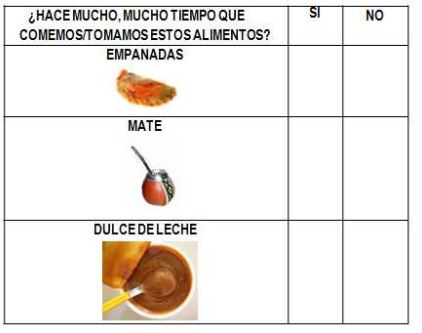 ¿HACE MUCHO, MUCHO TIEMPO QUE
COMEMOS/TOMAMOS ESTOS ALIMENTOS?
SI
NO
EMPANADAS
MATE
DULCE DE LECHE